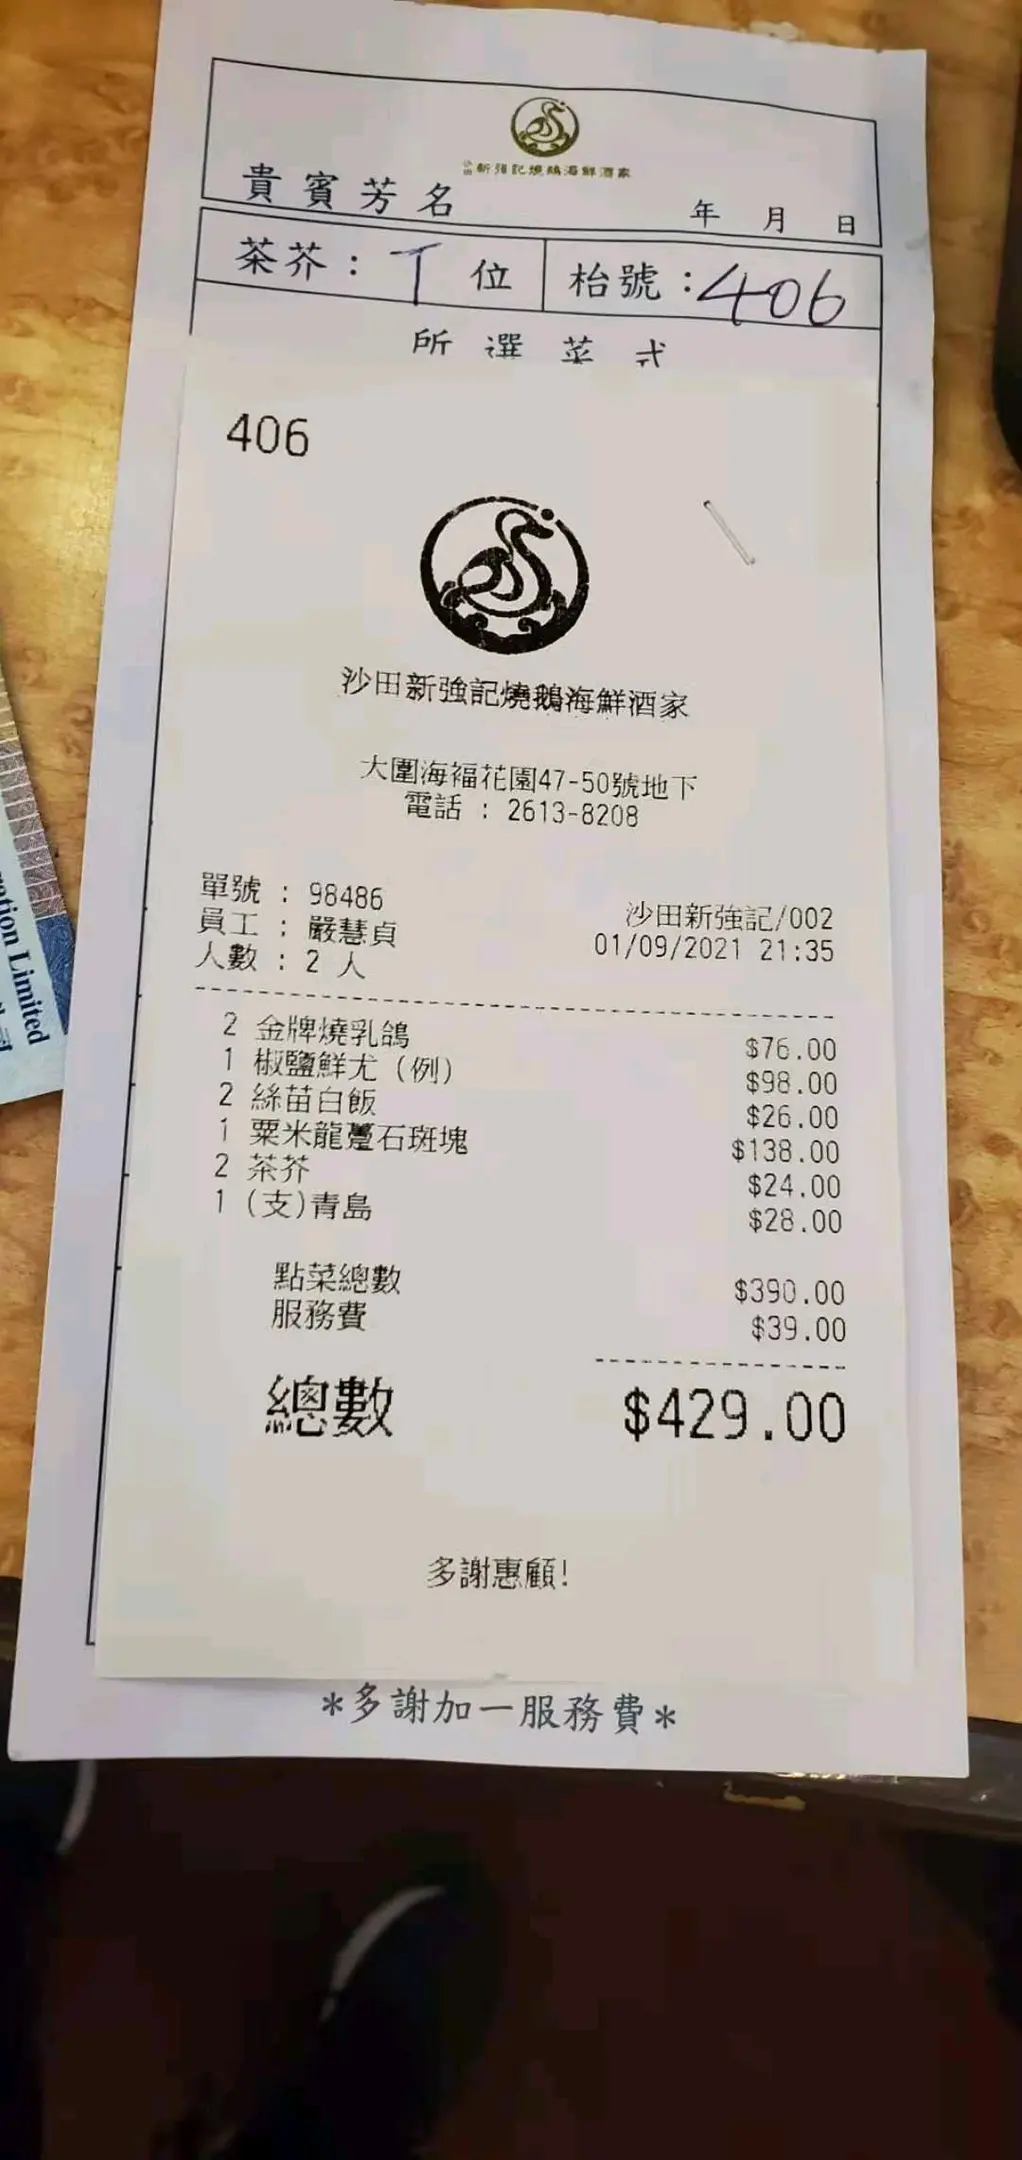 沙田新強記燒鵝海鮮酒家
貴賓芳名 年 月 日
茶芥： 位 枱號：406
所選菜式
406
沙田新強記燒鵝海鮮酒家
大圍海福花園47-50號地下
電話 : 2613-8208
單號 : 98486
員工 : 嚴慧貞 沙田新強記/002
人數 : 2 人 01/09/2021 21:35
2 金牌燒乳鴿 $76.00
1 椒鹽鮮尤(例) $98.00
2 絲苗白飯 $26.00
1 粟米龍躉石斑塊 $138.00
2 茶芥 $24.00
1 (支)青島 $28.00
點菜總數 $390.00
服務費 $39.00
總數 $429.00
多謝惠顧!
*多謝加一服務費*
ation Limited